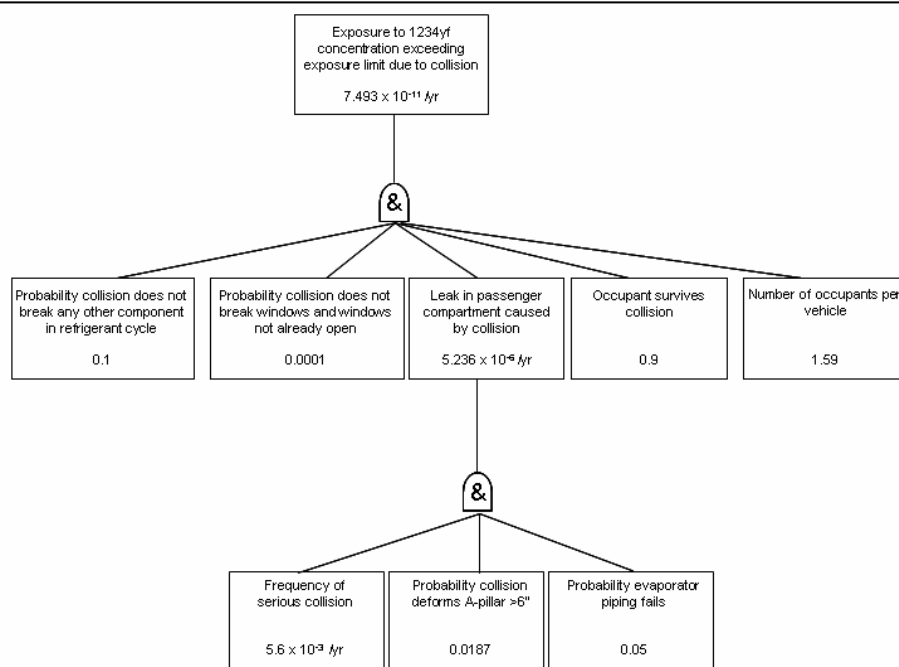 Exposure to 1234yf
concentration exceeding
exposure limit due to collision
7.493 x 10⁻¹¹ /yr
&
Probability collision does not
break any other component
in refrigerant cycle
0.1
Probability collision does not
break windows and windows
not already open
0.0001
Leak in passenger
compartment caused
by collision
5.236 x 10⁻⁶ /yr
Occupant survives
collision
0.9
Number of occupants per
vehicle
1.59
&
Frequency of
serious collision
5.6 x 10⁻³ /yr
Probability collision
deforms A-pillar >6"
0.0187
Probability evaporator
piping fails
0.05